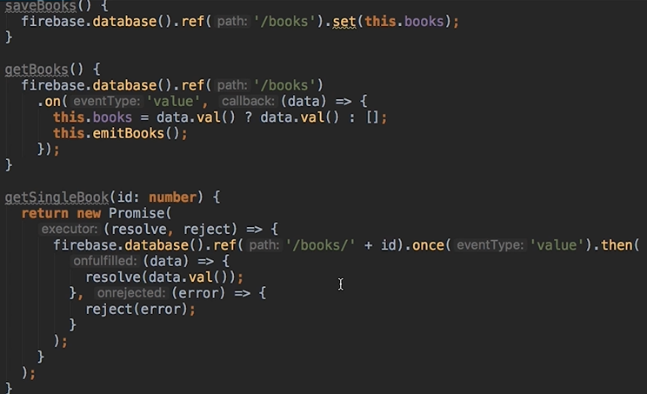 saveBooks() {
firebase.database().ref( path: '/books').set(this.books);
}
getBooks() {
firebase.database().ref( path: '/books')
.on( eventType: 'value', callback: (data) => {
this.books = data.val() ? data.val() : [];
this.emitBooks();
});
}
getSingleBook(id: number) {
return new Promise(
executor: (resolve, reject) => {
firebase.database().ref( path: '/books/' + id).once( eventType: 'value').then(
onfulfilled: (data) => {
resolve(data.val());
}, onrejected: (error) => {
reject(error);
}
);
}
);
}